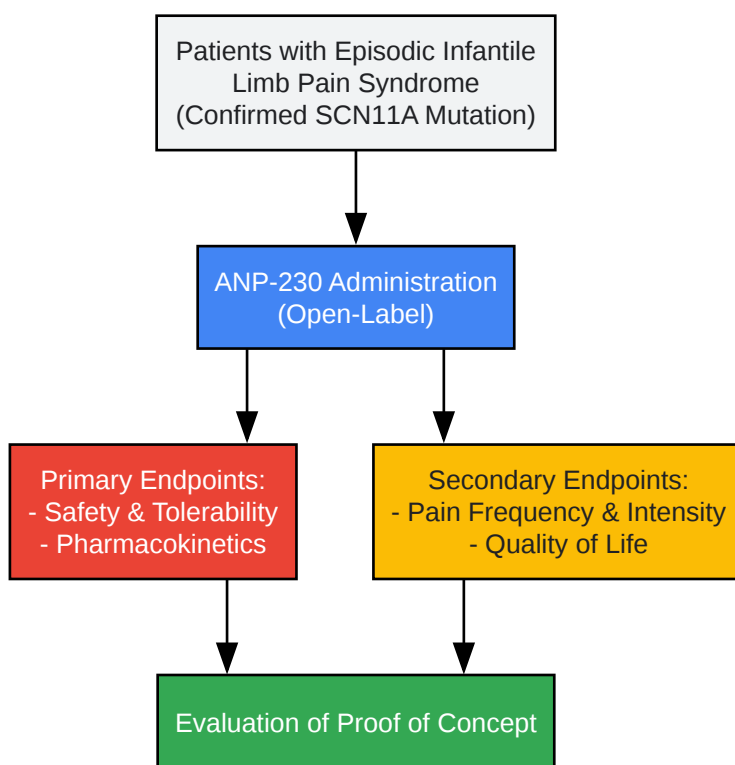 Patients with Episodic Infantile
Limb Pain Syndrome
(Confirmed SCN11A Mutation)
ANP-230 Administration
(Open-Label)
Primary Endpoints:
- Safety & Tolerability
- Pharmacokinetics
Secondary Endpoints:
- Pain Frequency & Intensity
- Quality of Life
Evaluation of Proof of Concept